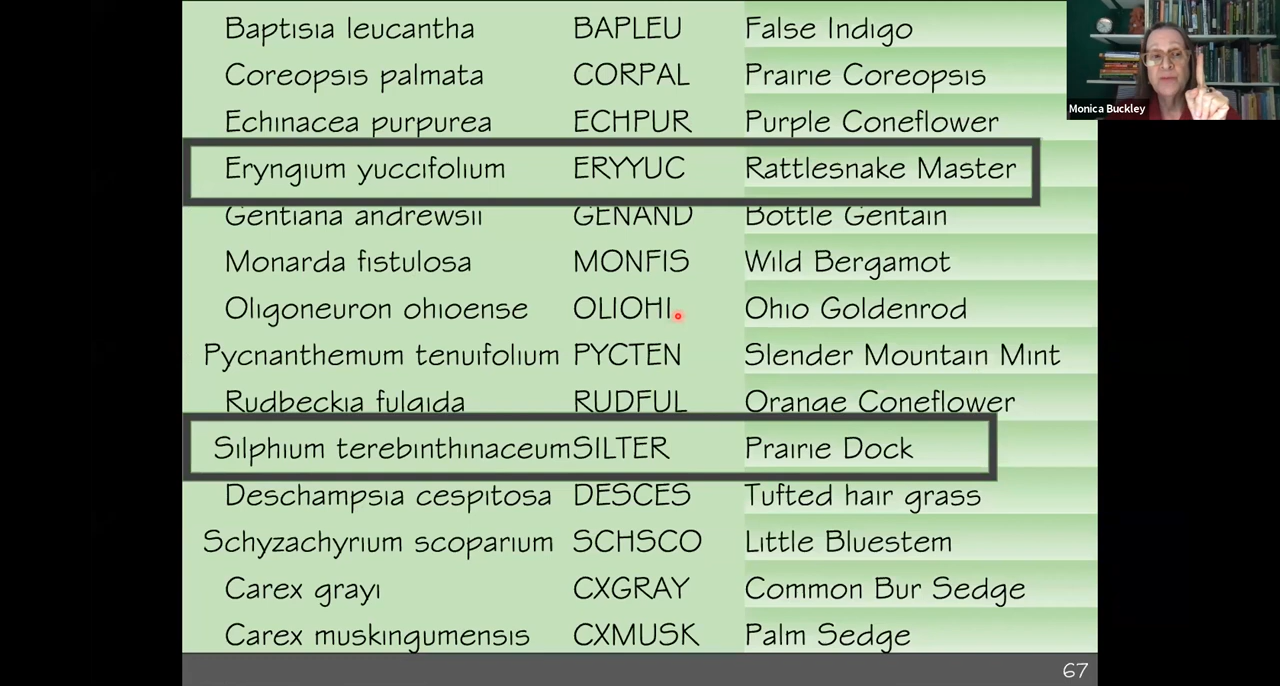 Baptisia leucantha BAPLEU False Indigo
Coreopsis palmata CORPAL Prairie Coreopsis
Echinacea purpurea ECHPUR Purple Coneflower
Eryngium yuccifolium ERYYUC Rattlesnake Master
Gentiana andrewsii GENAND Bottle Gentain
Monarda fistulosa MONFIS Wild Bergamot
Oligoneuron ohioense OLIOHI Ohio Goldenrod
Pycnanthemum tenuifolium PYCTEN Slender Mountain Mint
Rudbeckia fulgida RUDFUL Orange Coneflower
Silphium terebinthinaceum SILTER Prairie Dock
Deschampsia cespitosa DESCES Tufted hair grass
Schyzachyrium scoparium SCHSCO Little Bluestem
Carex grayi CXGRAY Common Bur Sedge
Carex muskingumensis CXMUSK Palm Sedge
67
Monica Buckley